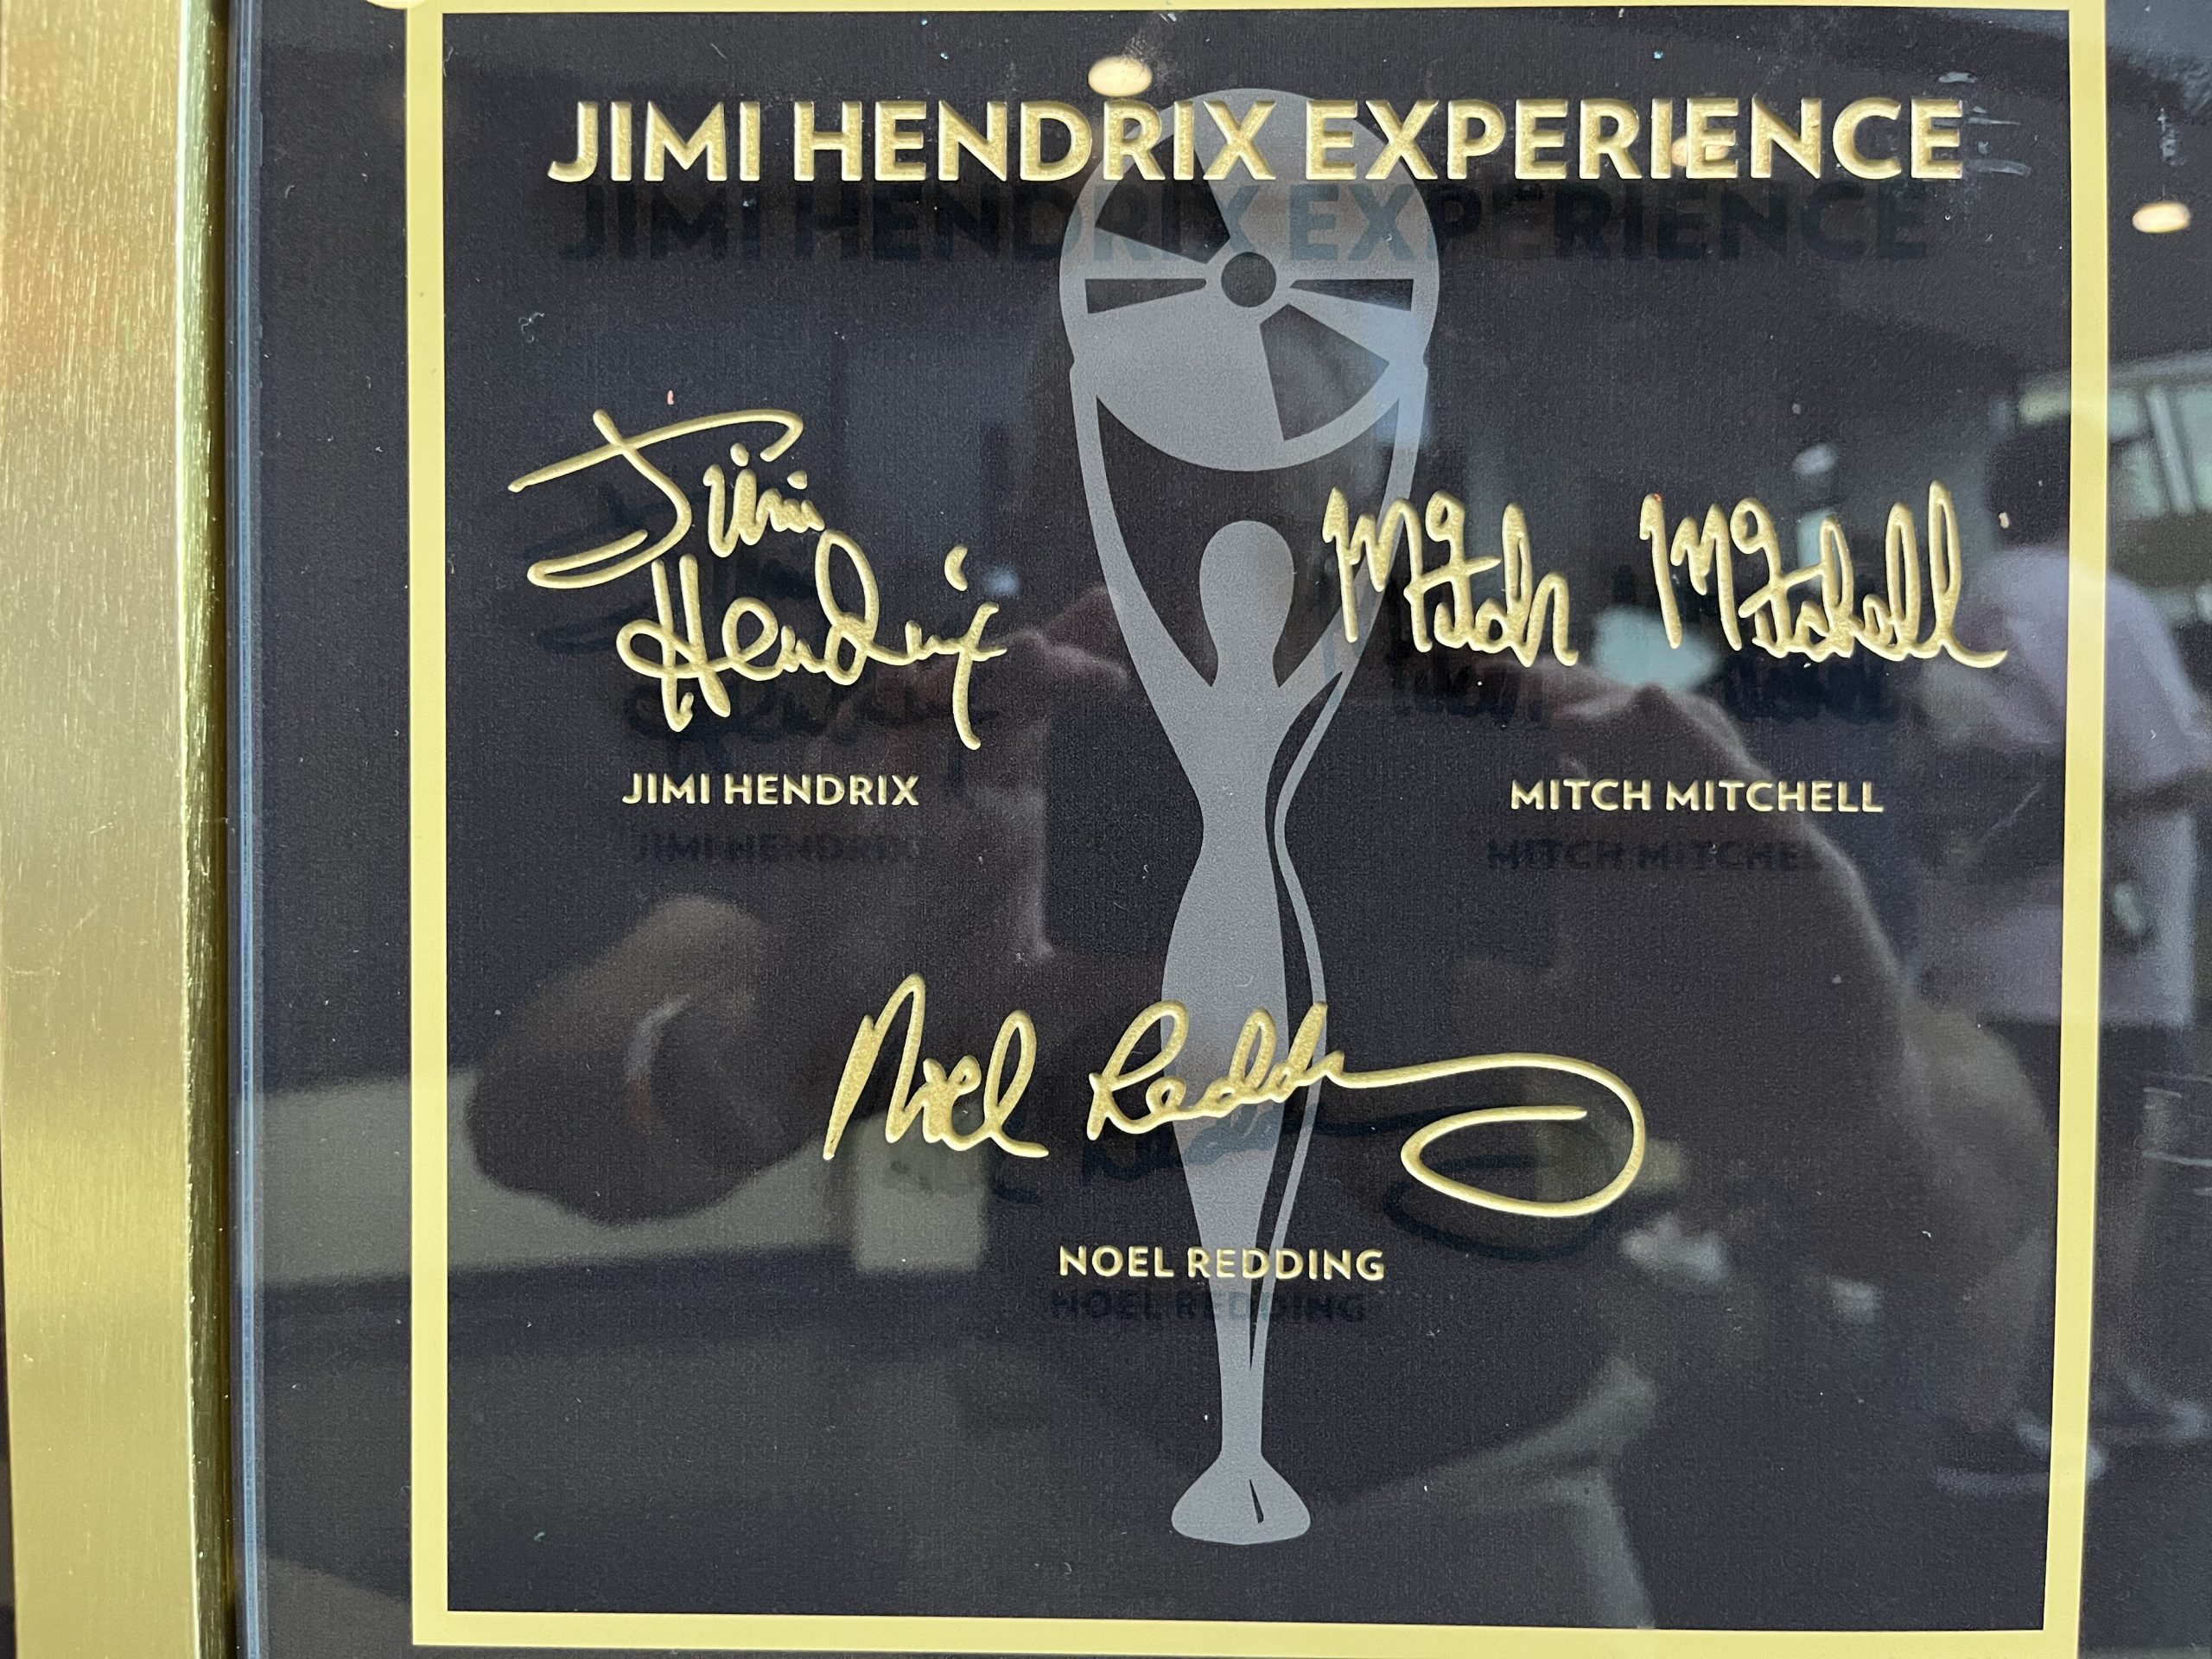 JIMI HENDRIX EXPERIENCE
Jimi
Hendrix
Mitch Mitchell
JIMI HENDRIX
MITCH MITCHELL
Noel Redding
NOEL REDDING